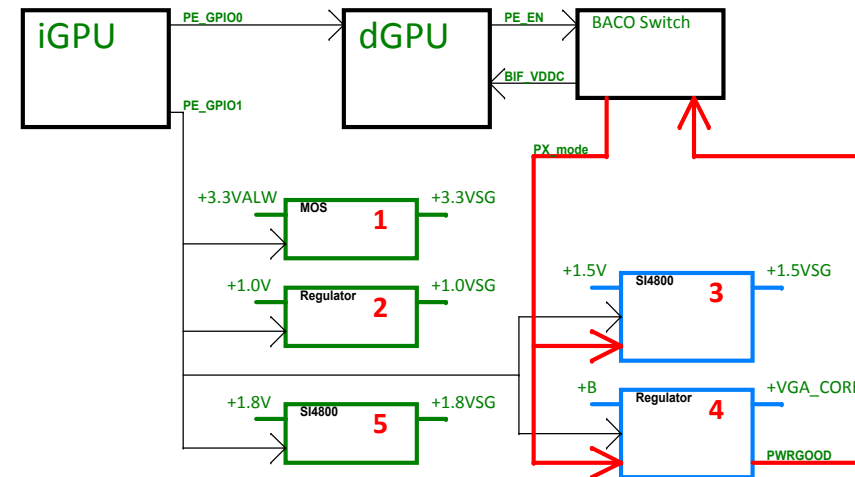 iGPU
PE_GPIO0
dGPU
PE_EN
BACO Switch
BIF_VDDC
PE_GPIO1
PX_mode
+3.3VALW
MOS
1
+3.3VSG
+1.0V
Regulator
2
+1.0VSG
+1.5V
SI4800
3
+1.5VSG
+1.8V
SI4800
5
+1.8VSG
+B
Regulator
4
+VGA_COR
PWRGOOD